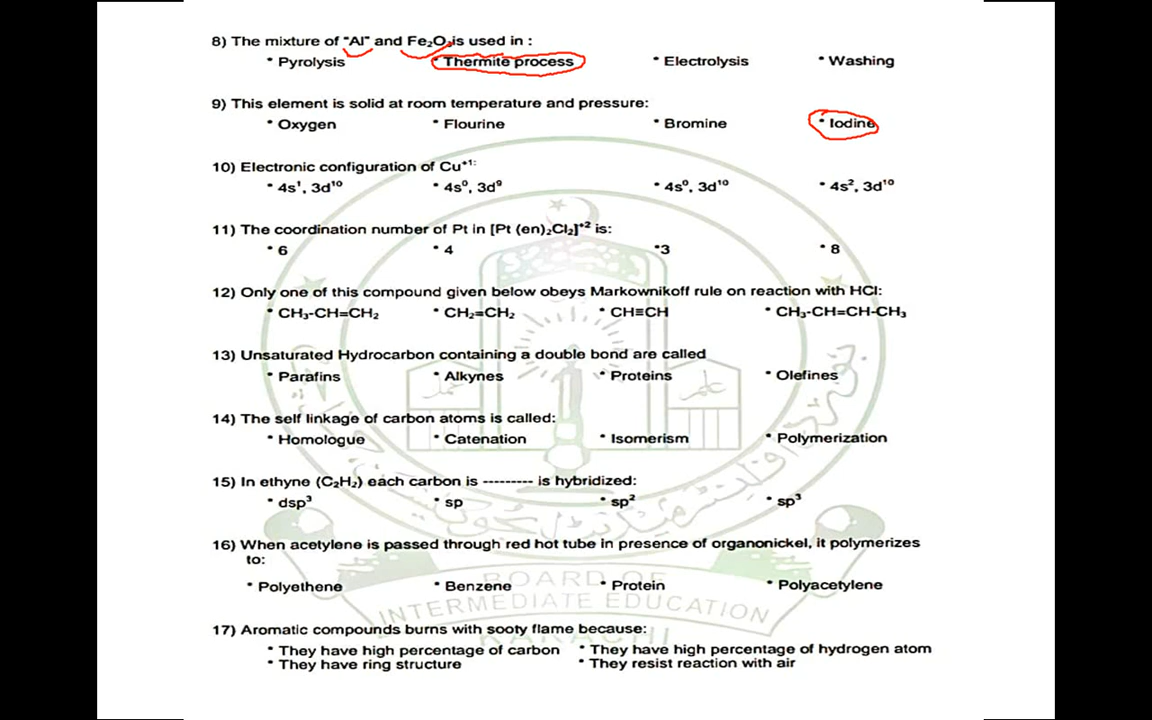 8) The mixture of "Al" and Fe₂O₃is used in :
* Pyrolysis * Thermite process * Electrolysis * Washing
9) This element is solid at room temperature and pressure:
* Oxygen * Flourine * Bromine * Iodine
10) Electronic configuration of Cu⁺¹:
* 4s¹, 3d¹⁰ * 4s⁰, 3d⁹ * 4s⁰, 3d¹⁰ * 4s², 3d¹⁰
11) The coordination number of Pt in [Pt (en)₂Cl₂]⁺² is:
* 6 * 4 *3 * 8
12) Only one of this compound given below obeys Markownikoff rule on reaction with HCl:
* CH₃-CH=CH₂ * CH₂=CH₂ * CH≡CH * CH₃-CH=CH-CH₃
13) Unsaturated Hydrocarbon containing a double bond are called
* Parafins * Alkynes * Proteins * Olefines
14) The self linkage of carbon atoms is called:
* Homologue * Catenation * Isomerism * Polymerization
15) In ethyne (C₂H₂) each carbon is --------- is hybridized:
* dsp³ * sp * sp² * sp³
16) When acetylene is passed through red hot tube in presence of organonickel, it polymerizes
to:
* Polyethene * Benzene * Protein * Polyacetylene
BOARD OF
INTERMEDIATE EDUCATION
KARACHI
17) Aromatic compounds burns with sooty flame because:
* They have high percentage of carbon * They have high percentage of hydrogen atom
* They have ring structure * They resist reaction with air